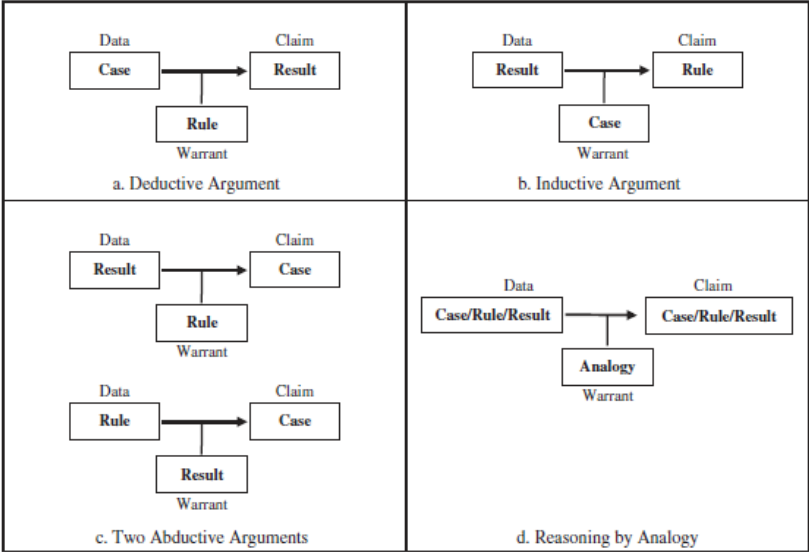 Data
Claim
Case
Result
Rule
Warrant
a. Deductive Argument
Data
Claim
Result
Rule
Case
Warrant
b. Inductive Argument
Data
Claim
Result
Case
Rule
Warrant
Data
Claim
Rule
Case
Result
Warrant
c. Two Abductive Arguments
Data
Claim
Case/Rule/Result
Case/Rule/Result
Analogy
Warrant
d. Reasoning by Analogy